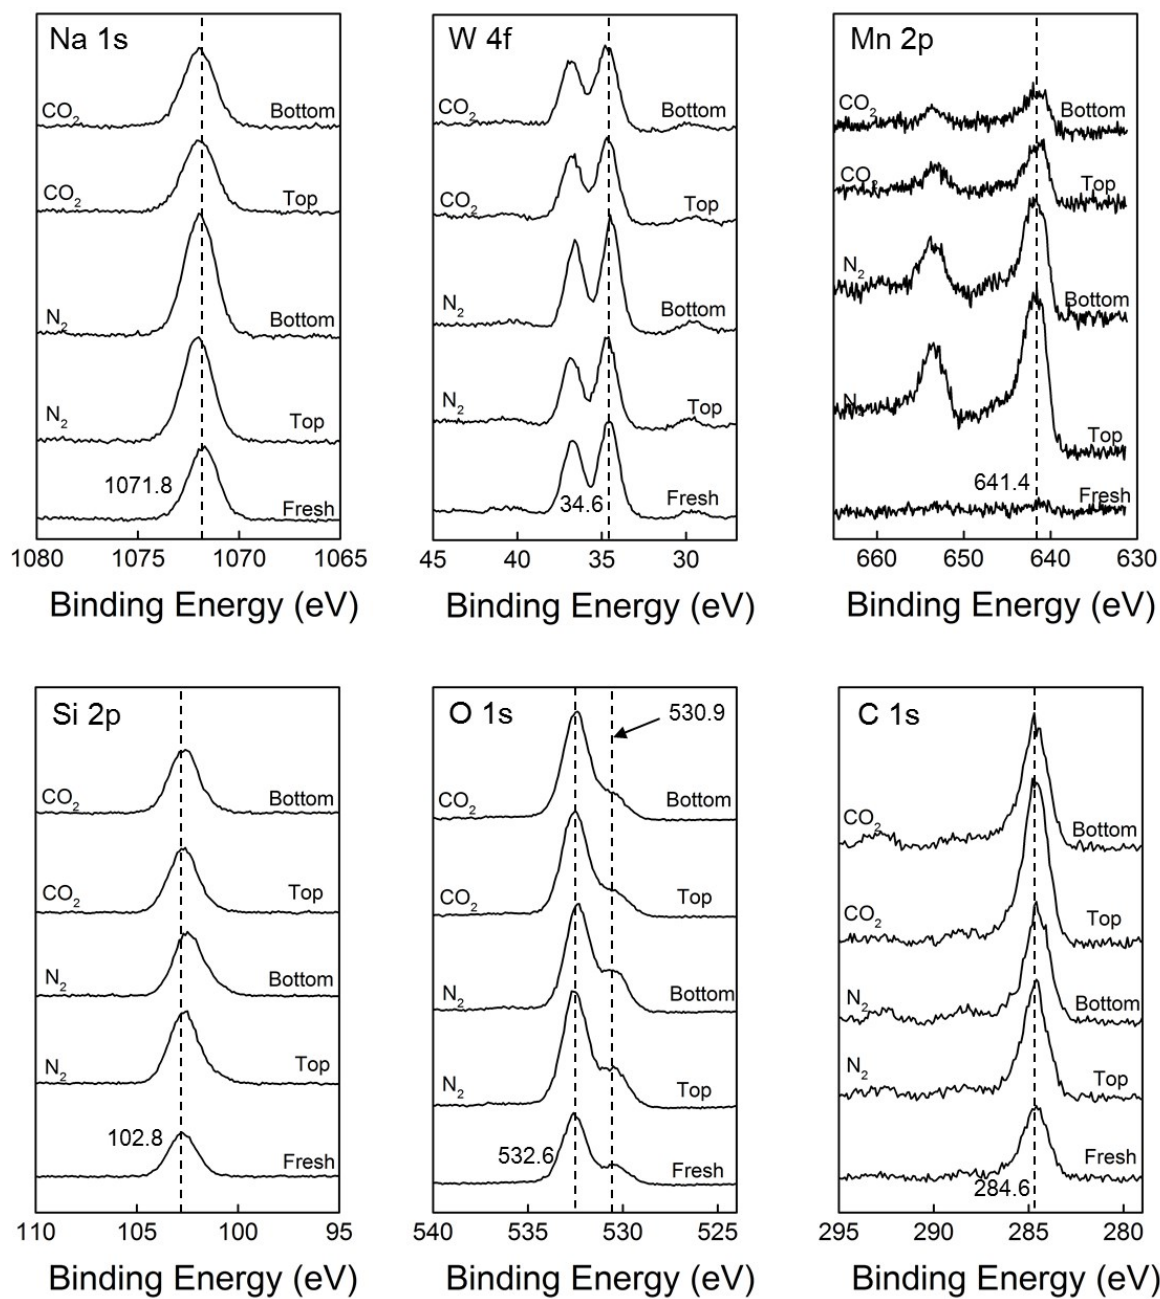 Na 1s
CO2
Bottom
CO2
Top
N2
Bottom
N2
Top
1071.8
Fresh
1080 1075 1070 1065
Binding Energy (eV)
W 4f
CO2
Bottom
CO2
Top
N2
Bottom
N2
Top
34.6
Fresh
45 40 35 30
Binding Energy (eV)
Mn 2p
CO2
Bottom
CO2
Top
N2
Bottom
N
Top
641.4
Fresh
660 650 640 630
Binding Energy (eV)
Si 2p
CO2
Bottom
CO2
Top
N2
Bottom
N2
Top
102.8
Fresh
110 105 100 95
Binding Energy (eV)
O 1s
530.9
CO2
Bottom
CO2
Top
N2
Bottom
N2
Top
532.6
Fresh
540 535 530 525
Binding Energy (eV)
C 1s
CO2
Bottom
CO2
Top
N2
Bottom
N2
Top
Fresh
284.6
295 290 285 280
Binding Energy (eV)